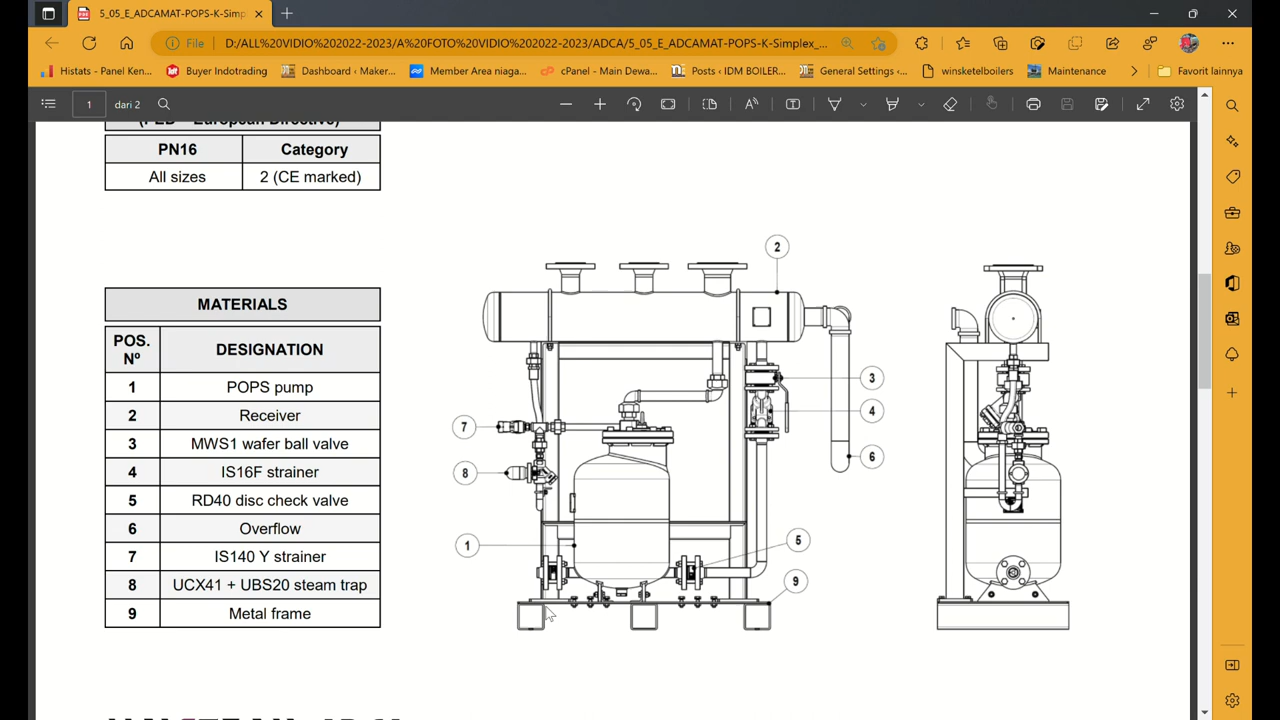 5_05_E_ADCAMAT-POPS-K-Simp
File
D:/ALL%20VIDIO%202022-2023/A%20FOTO%20VIDIO%202022-2023/ADCA/5_05_E_ADCAMAT-POPS-K-Simplex_...
Histats - Panel Ken...
Buyer Indotrading
Dashboard ‹ Maker...
Member Area niaga...
cPanel - Main Dewa...
Posts ‹ IDM BOILER...
General Settings ‹...
winsketelboilers
Maintenance
Favorit lainnya
1
dari 2
(PED - European Directive)
PN16 Category
All sizes 2 (CE marked)
MATERIALS
POS. Nº DESIGNATION
1 POPS pump
2 Receiver
3 MWS1 wafer ball valve
4 IS16F strainer
5 RD40 disc check valve
6 Overflow
7 IS140 Y strainer
8 UCX41 + UBS20 steam trap
9 Metal frame
2
3
4
7
6
8
5
1
9